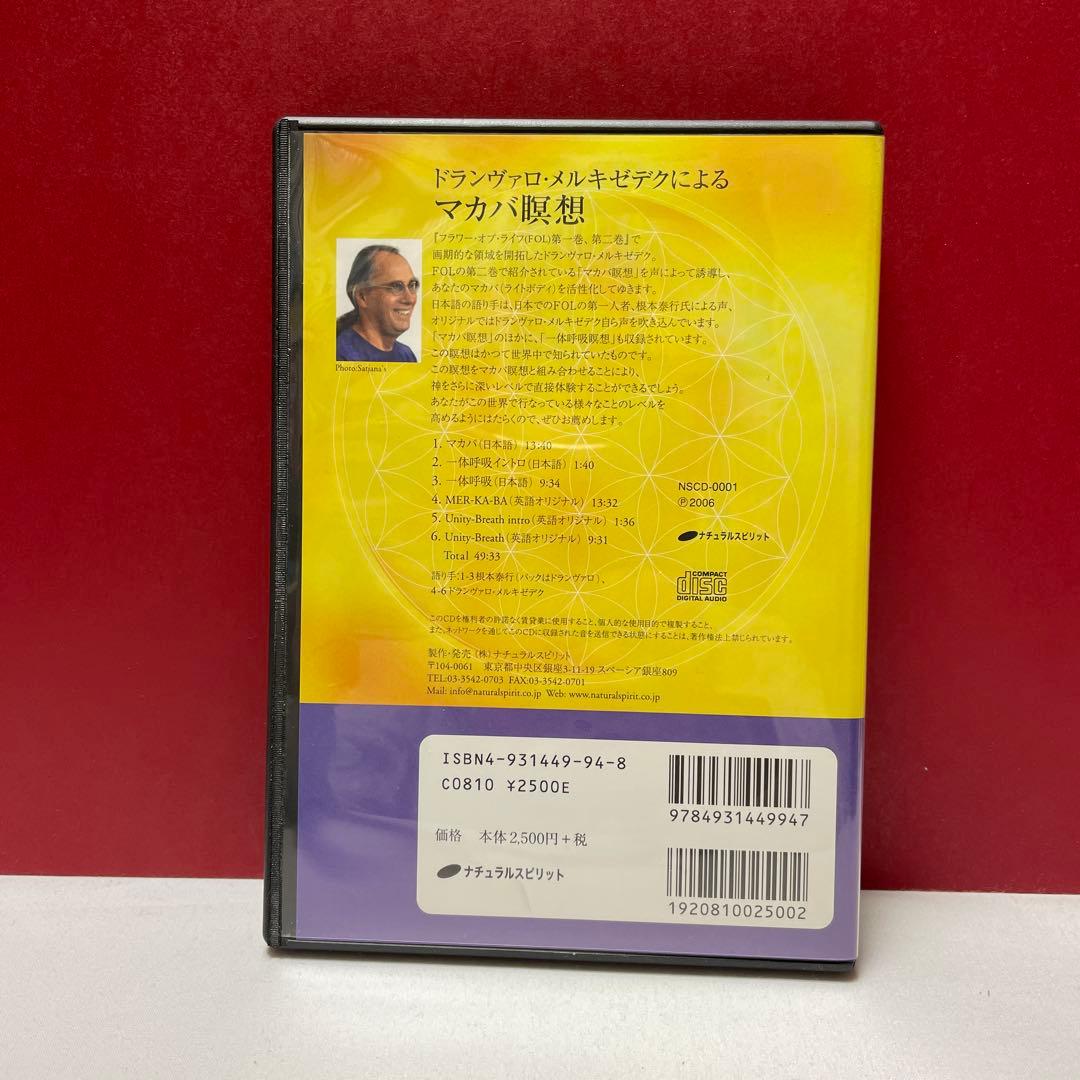 ドランヴァロ・メルキゼデクによる
マカバ瞑想
『フラワー・オブ・ライフ(FOL)第一巻、第二巻』で
画期的な領域を開拓したドランヴァロ・メルキゼデク。
FOLの第二巻で紹介されている「マカバ瞑想」を声によって誘導し、
あなたのマカバ(ライトボディ)を活性化してゆきます。
日本語の語り手は、日本でのFOLの第一人者、根本泰行氏による声、
オリジナルではドランヴァロ・メルキゼデク自ら声を吹き込んでいます。
「マカバ瞑想」のほかに、「一体呼吸瞑想」も収録されています。
この瞑想はかつて世界中で知られていたものです。
この瞑想をマカバ瞑想と組み合わせることにより、
神をさらに深いレベルで直接体験することができるでしょう。
あなたがこの世界で行なっている様々なことのレベルを
高めるようにはたらくので、ぜひお薦めします。
Photo:Satjana's
1. マカバ(日本語) 13:40
2. 一体呼吸イントロ(日本語) 1:40
3. 一体呼吸(日本語) 9:34
4. MER-KA-BA(英語オリジナル) 13:32
5. Unity-Breath intro(英語オリジナル) 1:36
6. Unity-Breath(英語オリジナル) 9:31
Total 49:33
語り手:1-3根本泰行(バックはドランヴァロ)、
4-6ドランヴァロ・メルキゼデク
NSCD-0001
Ⓟ2006
ナチュラルスピリット
COMPACT
disc
DIGITAL AUDIO
このCDを権利者の許諾なく賃貸業に使用すること、個人的な使用目的で複製すること、
また、ネットワークを通じてこのCDに収録された音を送信できる状態にすることは、著作権法上禁じられています。
製作・発売 (株)ナチュラルスピリット
〒104-0061 東京都中央区銀座3-11-19 スペーシア銀座809
TEL:03-3542-0703 FAX:03-3542-0701
Mail: info@naturalspirit.co.jp Web: www.naturalspirit.co.jp
ISBN4-931449-94-8
C0810 ¥2500E
9784931449947
価格 本体2,500円+税
ナチュラルスピリット
1920810025002